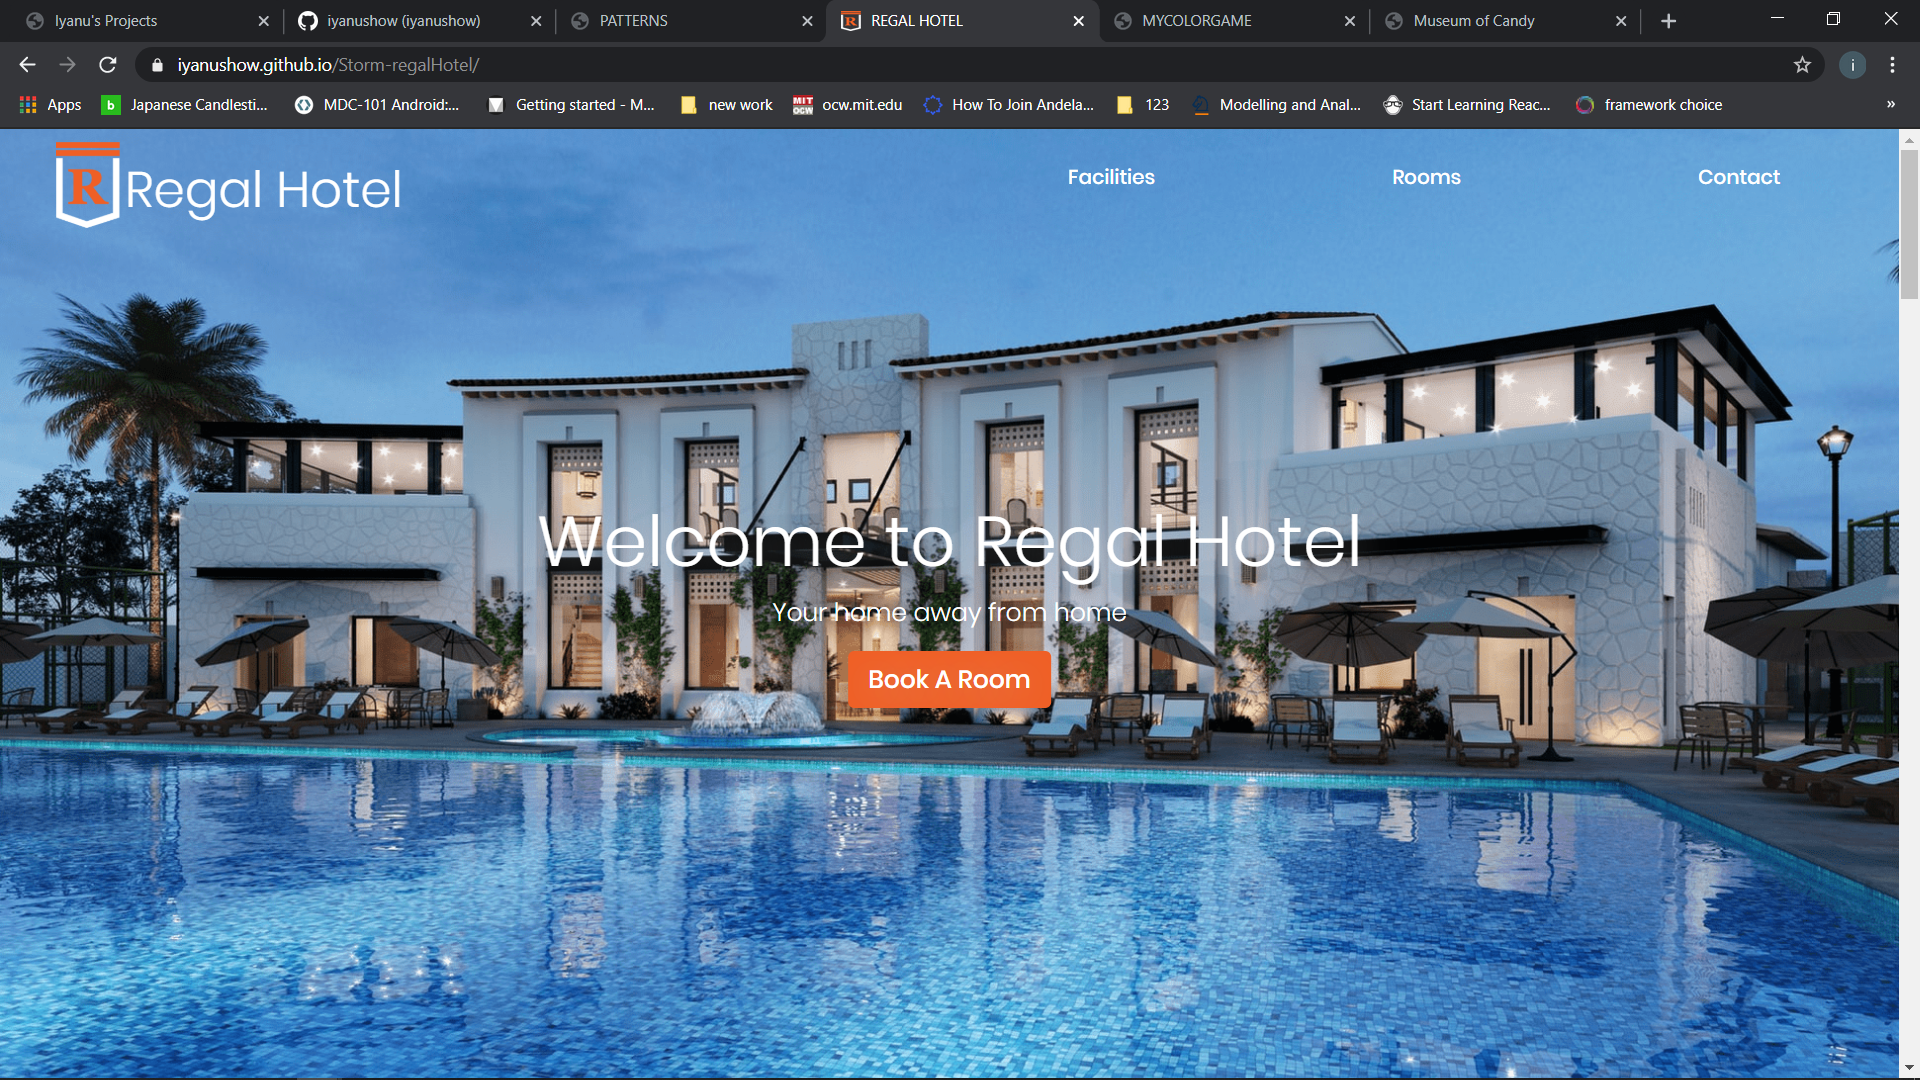 Iyanu's Projects
iyanushow (iyanushow)
PATTERNS
R REGAL HOTEL
MYCOLORGAME
Museum of Candy
iyanushow.github.io/Storm-regalHotel/
i
Apps
b Japanese Candlesti...
MDC-101 Android:...
Getting started - M...
new work
MIT OCW ocw.mit.edu
How To Join Andela...
123
Modelling and Anal...
Start Learning Reac...
framework choice
»
R Regal Hotel
Facilities
Rooms
Contact
Welcome to Regal Hotel
Your home away from home
Book A Room